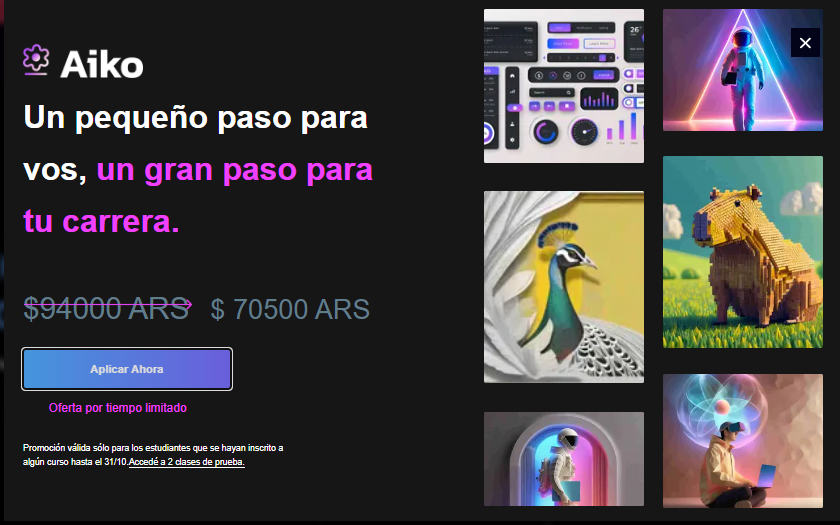 Aiko
Un pequeño paso para
vos, un gran paso para
tu carrera.
$94000 ARS $ 70500 ARS
Aplicar Ahora
Oferta por tiempo limitado
Promoción válida sólo para los estudiantes que se hayan inscrito a
algún curso hasta el 31/10.Accedé a 2 clases de prueba.
26°